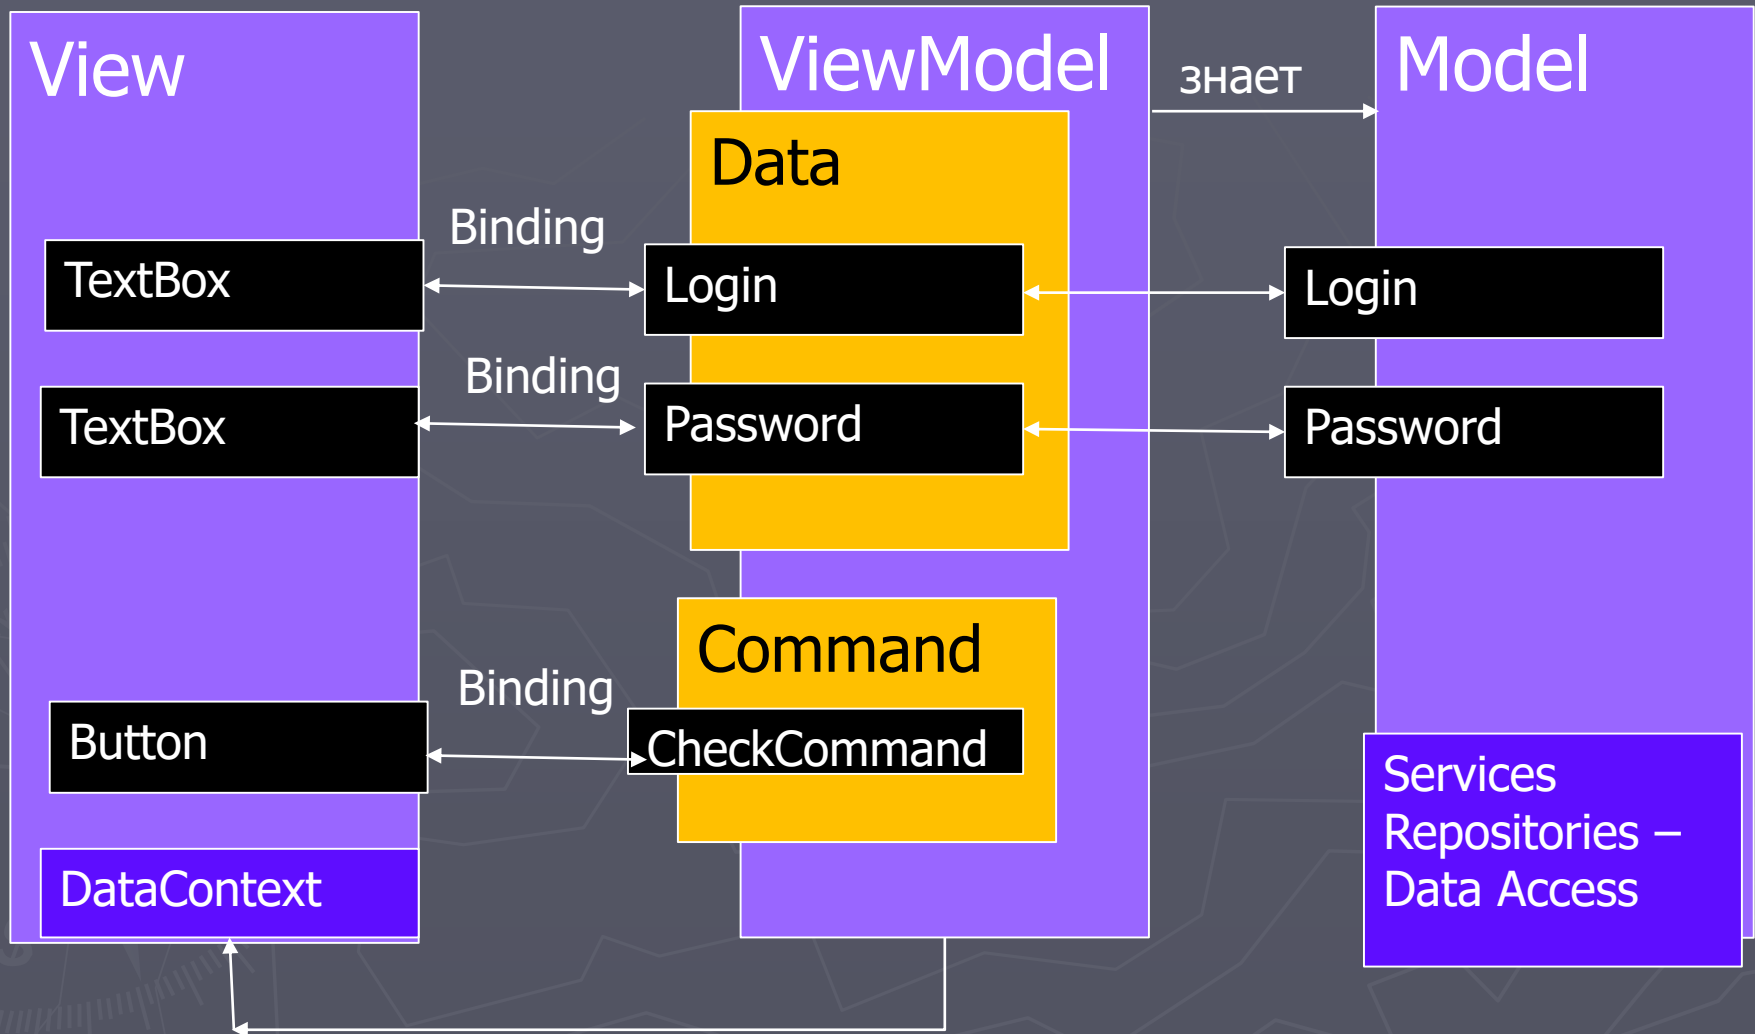 View
ViewModel
знает
Model
Data
Binding
TextBox
Login
Login
Binding
TextBox
Password
Password
Command
Binding
Button
CheckCommand
Services
Repositories –
Data Access
DataContext